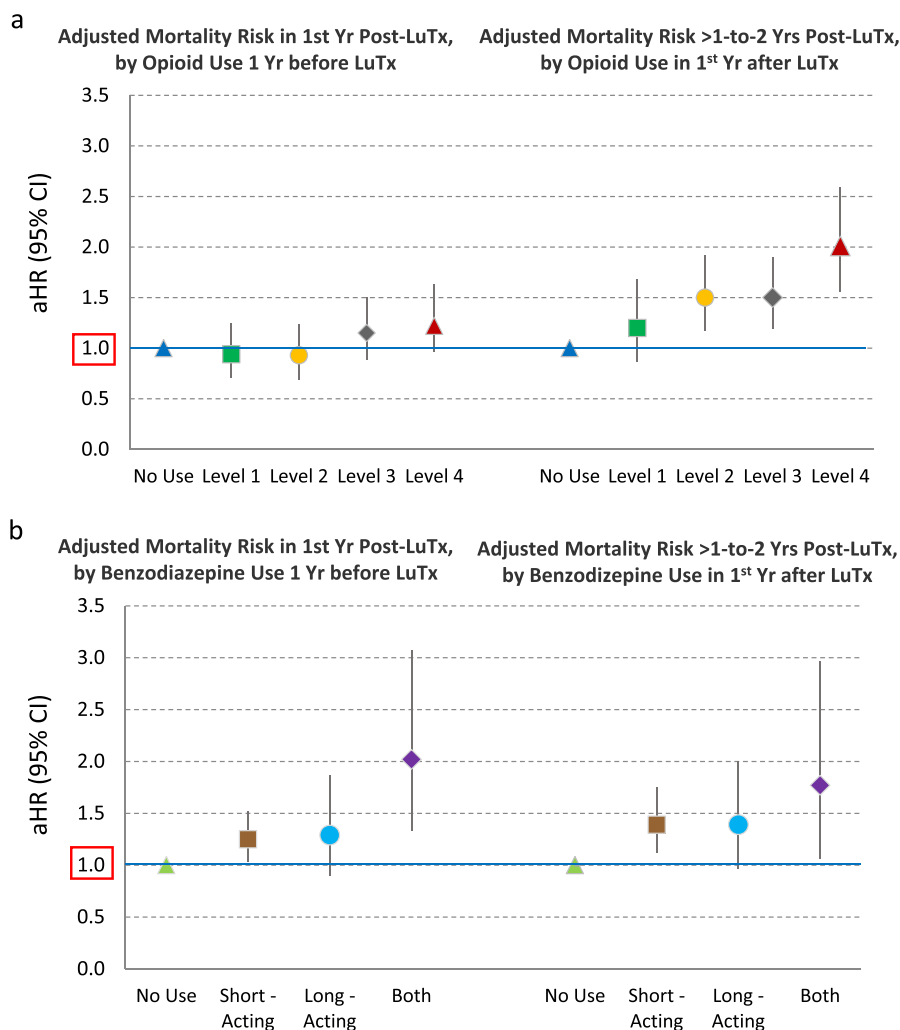 a
Adjusted Mortality Risk in 1st Yr Post-LuTx,
by Opioid Use 1 Yr before LuTx
Adjusted Mortality Risk >1-to-2 Yrs Post-LuTx,
by Opioid Use in 1st Yr after LuTx
aHR (95% CI)
3.5
3.0
2.5
2.0
1.5
1.0
0.5
0.0
No Use Level 1 Level 2 Level 3 Level 4 No Use Level 1 Level 2 Level 3 Level 4
b
Adjusted Mortality Risk in 1st Yr Post-LuTx,
by Benzodiazepine Use 1 Yr before LuTx
Adjusted Mortality Risk >1-to-2 Yrs Post-LuTx,
by Benzodizepine Use in 1st Yr after LuTx
aHR (95% CI)
3.5
3.0
2.5
2.0
1.5
1.0
0.5
0.0
No Use Short - Long - Both No Use Short - Long - Both
Acting Acting Acting Acting